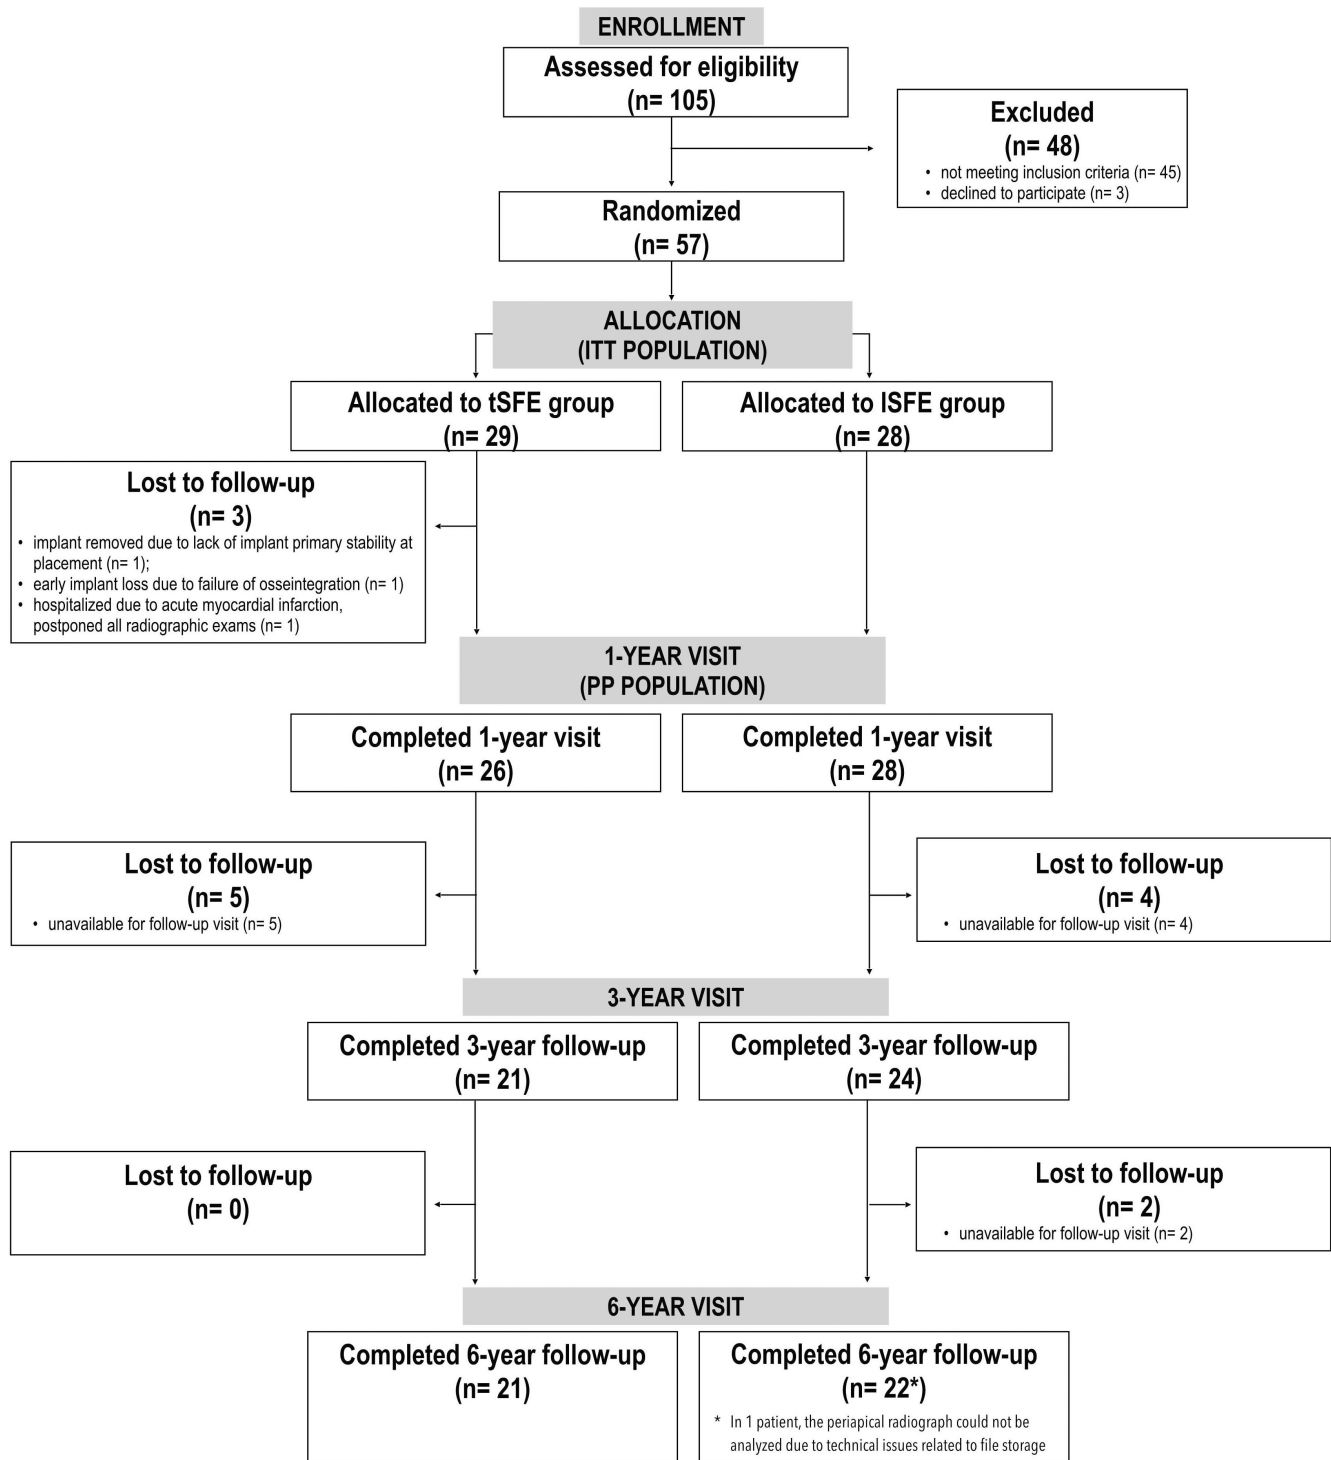 ENROLLMENT
Assessed for eligibility
(n= 105)
Excluded
(n= 48)
• not meeting inclusion criteria (n= 45)
• declined to participate (n= 3)
Randomized
(n= 57)
ALLOCATION
(ITT POPULATION)
Allocated to tSFE group
(n= 29)
Allocated to lSFE group
(n= 28)
Lost to follow-up
(n= 3)
• implant removed due to lack of implant primary stability at
placement (n= 1);
• early implant loss due to failure of osseintegration (n= 1)
• hospitalized due to acute myocardial infarction,
postponed all radiographic exams (n= 1)
1-YEAR VISIT
(PP POPULATION)
Completed 1-year visit
(n= 26)
Completed 1-year visit
(n= 28)
Lost to follow-up
(n= 5)
• unavailable for follow-up visit (n= 5)
Lost to follow-up
(n= 4)
• unavailable for follow-up visit (n= 4)
3-YEAR VISIT
Completed 3-year follow-up
(n= 21)
Completed 3-year follow-up
(n= 24)
Lost to follow-up
(n= 0)
Lost to follow-up
(n= 2)
• unavailable for follow-up visit (n= 2)
6-YEAR VISIT
Completed 6-year follow-up
(n= 21)
Completed 6-year follow-up
(n= 22*)
* In 1 patient, the periapical radiograph could not be
analyzed due to technical issues related to file storage